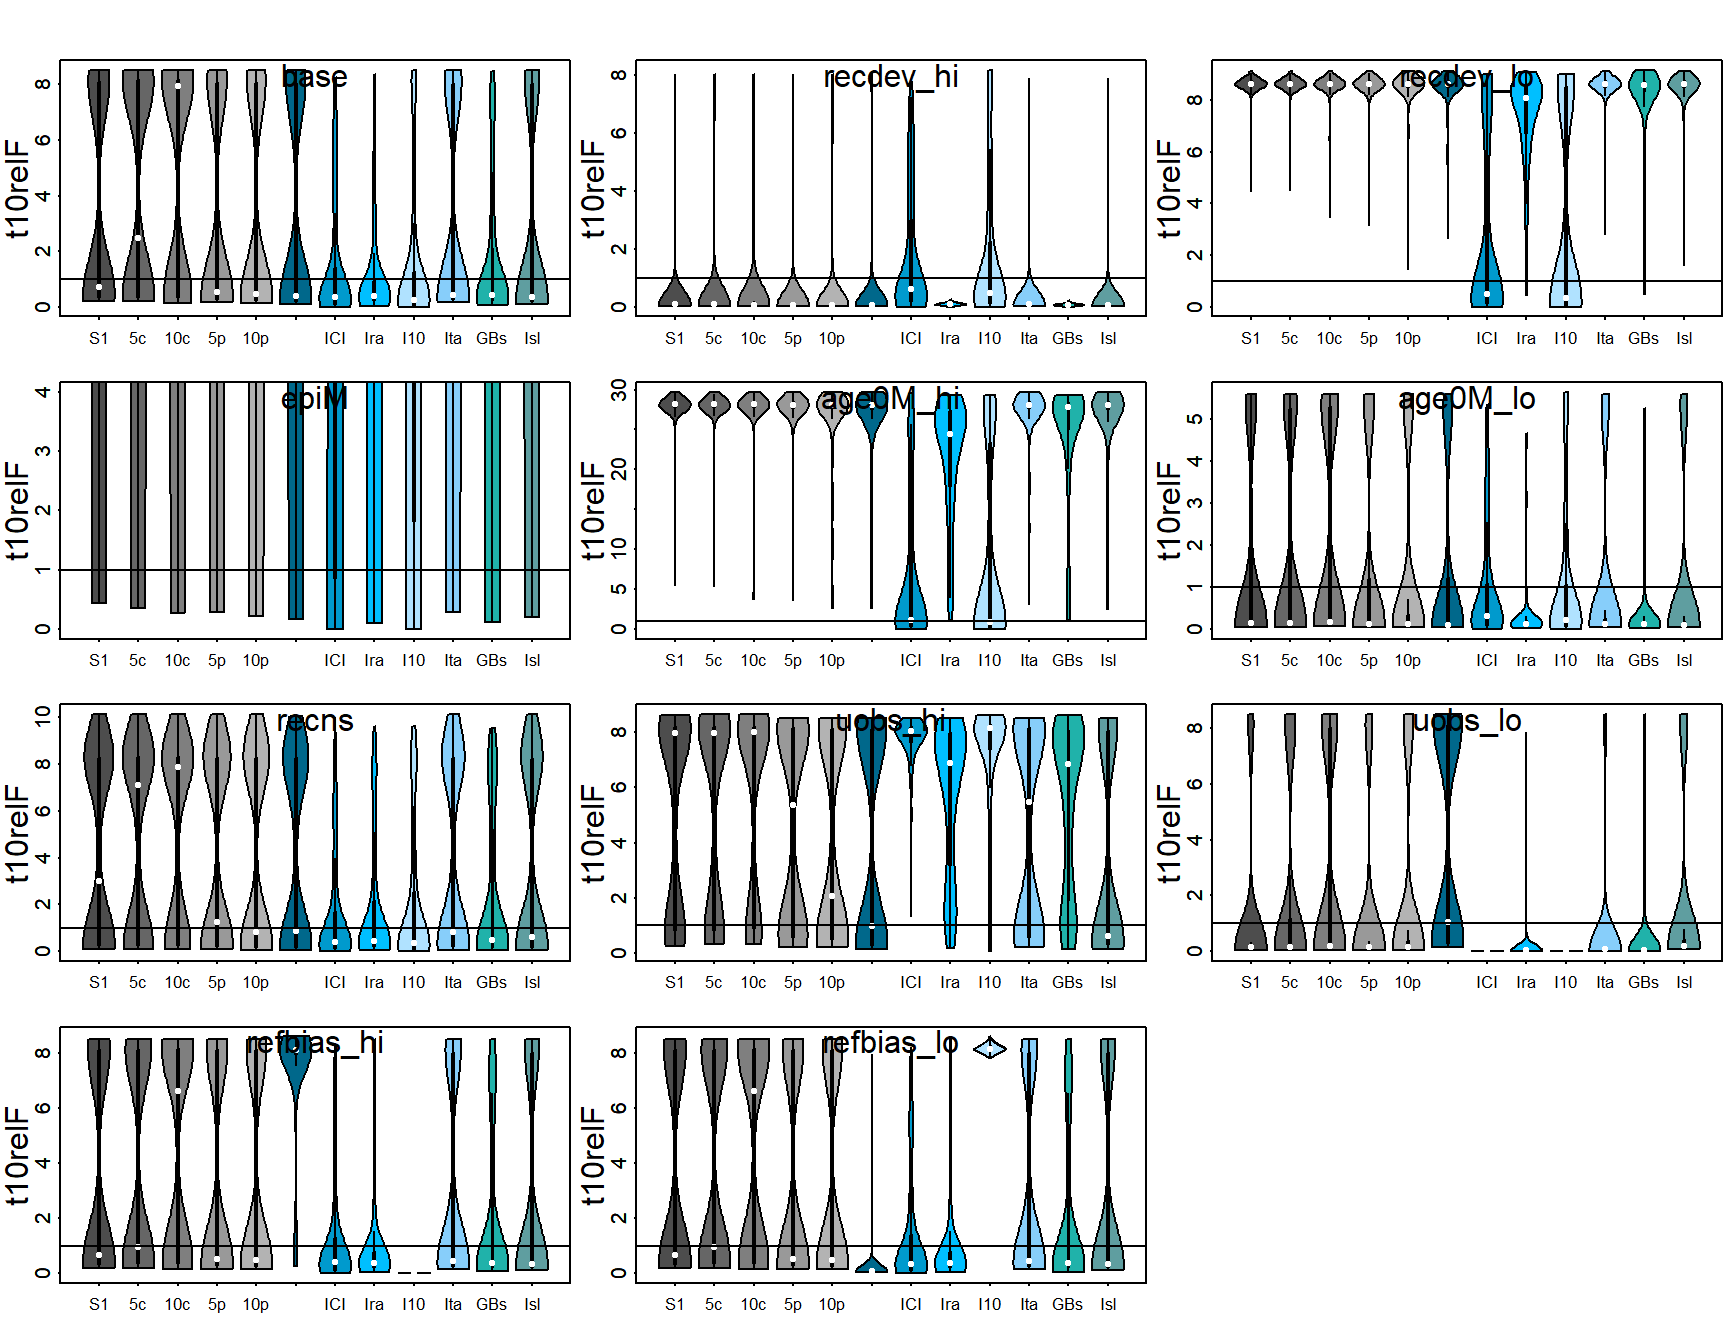 base
t10relF
0 2 4 6 8
S1 5c 10c 5p 10p ICI Ira I10 Ita GBs Isl
recdev_hi
t10relF
0 2 4 6 8
S1 5c 10c 5p 10p ICI Ira I10 Ita GBs Isl
recdev_lo
t10relF
0 2 4 6 8
S1 5c 10c 5p 10p ICI Ira I10 Ita GBs Isl
epiM
t10relF
0 1 2 3 4
S1 5c 10c 5p 10p ICI Ira I10 Ita GBs Isl
age0M_hi
t10relF
0 5 10 20 30
S1 5c 10c 5p 10p ICI Ira I10 Ita GBs Isl
age0M_lo
t10relF
0 1 2 3 4 5
S1 5c 10c 5p 10p ICI Ira I10 Ita GBs Isl
recns
t10relF
0 2 4 6 8 10
S1 5c 10c 5p 10p ICI Ira I10 Ita GBs Isl
uobs_hi
t10relF
0 2 4 6 8
S1 5c 10c 5p 10p ICI Ira I10 Ita GBs Isl
uobs_lo
t10relF
0 2 4 6 8
S1 5c 10c 5p 10p ICI Ira I10 Ita GBs Isl
refbias_hi
t10relF
0 2 4 6 8
S1 5c 10c 5p 10p ICI Ira I10 Ita GBs Isl
refbias_lo
t10relF
0 2 4 6 8
S1 5c 10c 5p 10p ICI Ira I10 Ita GBs Isl